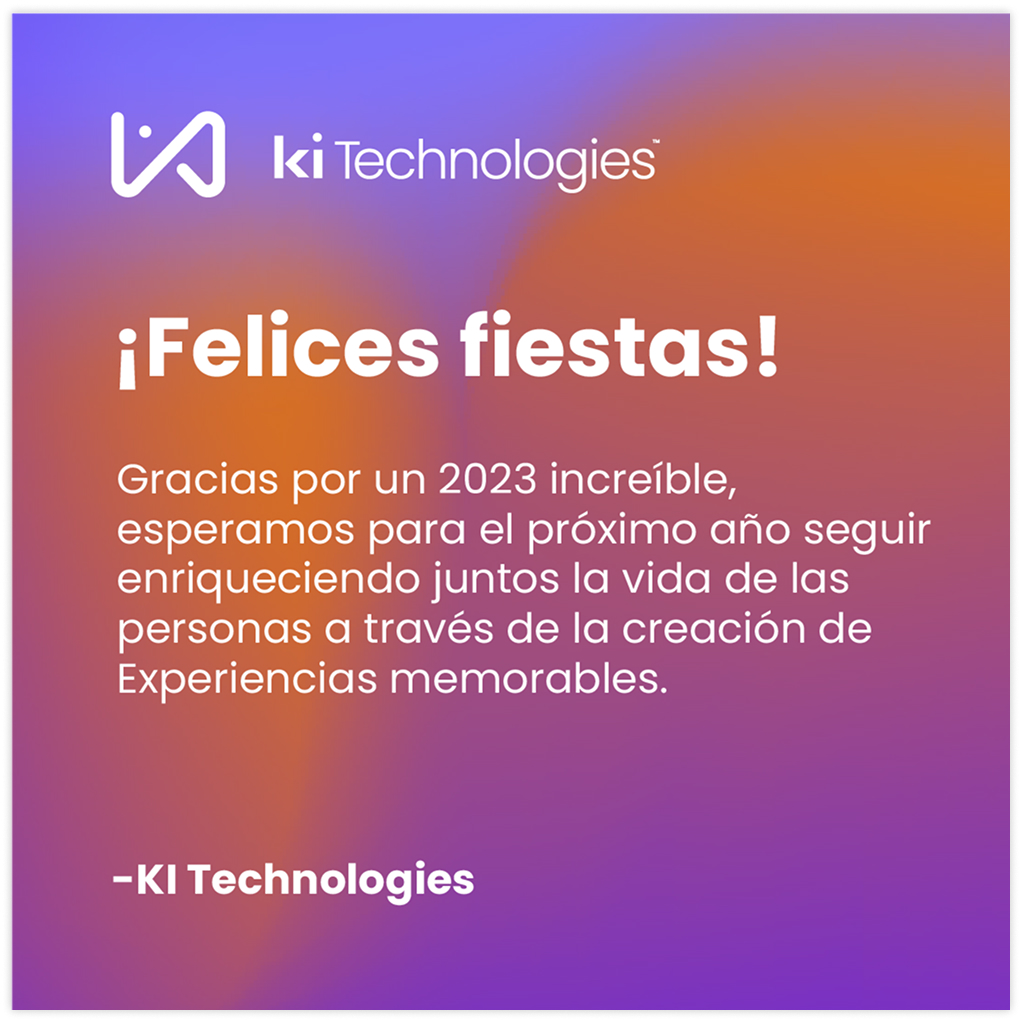 ki Technologies™
¡Felices fiestas!
Gracias por un 2023 increíble,
esperamos para el próximo año seguir
enriqueciendo juntos la vida de las
personas a través de la creación de
Experiencias memorables.
-KI Technologies